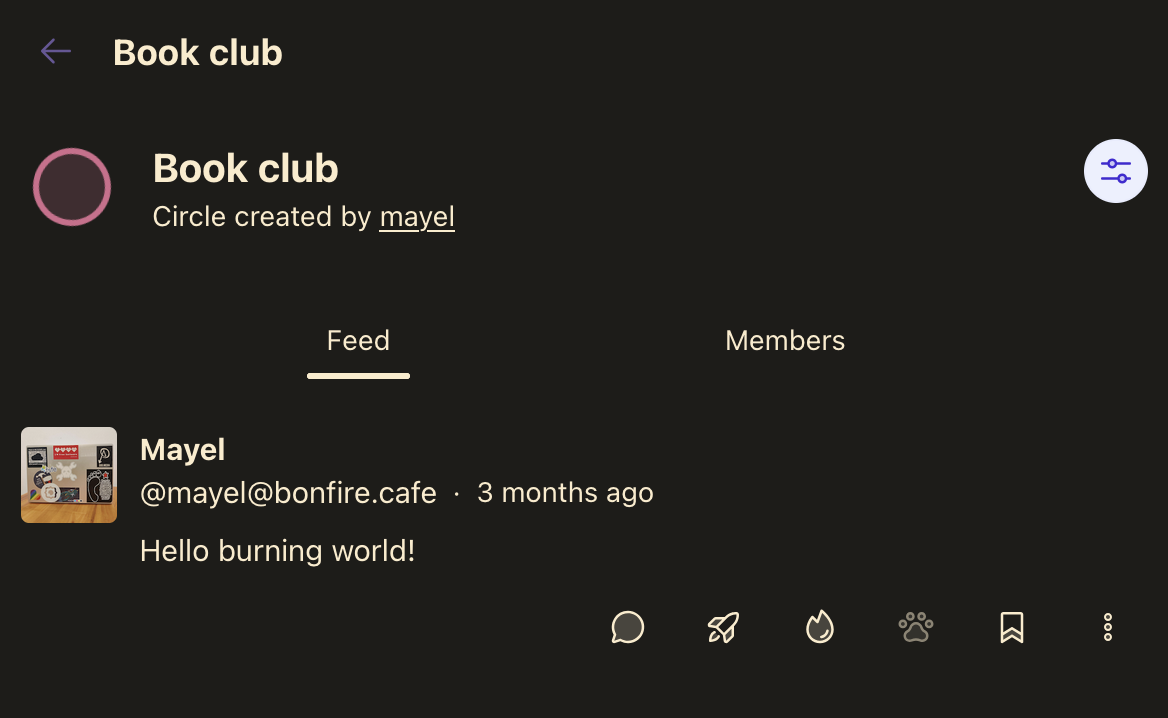 Book club
Book club
Circle created by mayel
Feed
Members
Mayel
@mayel@bonfire.cafe · 3 months ago
Hello burning world!